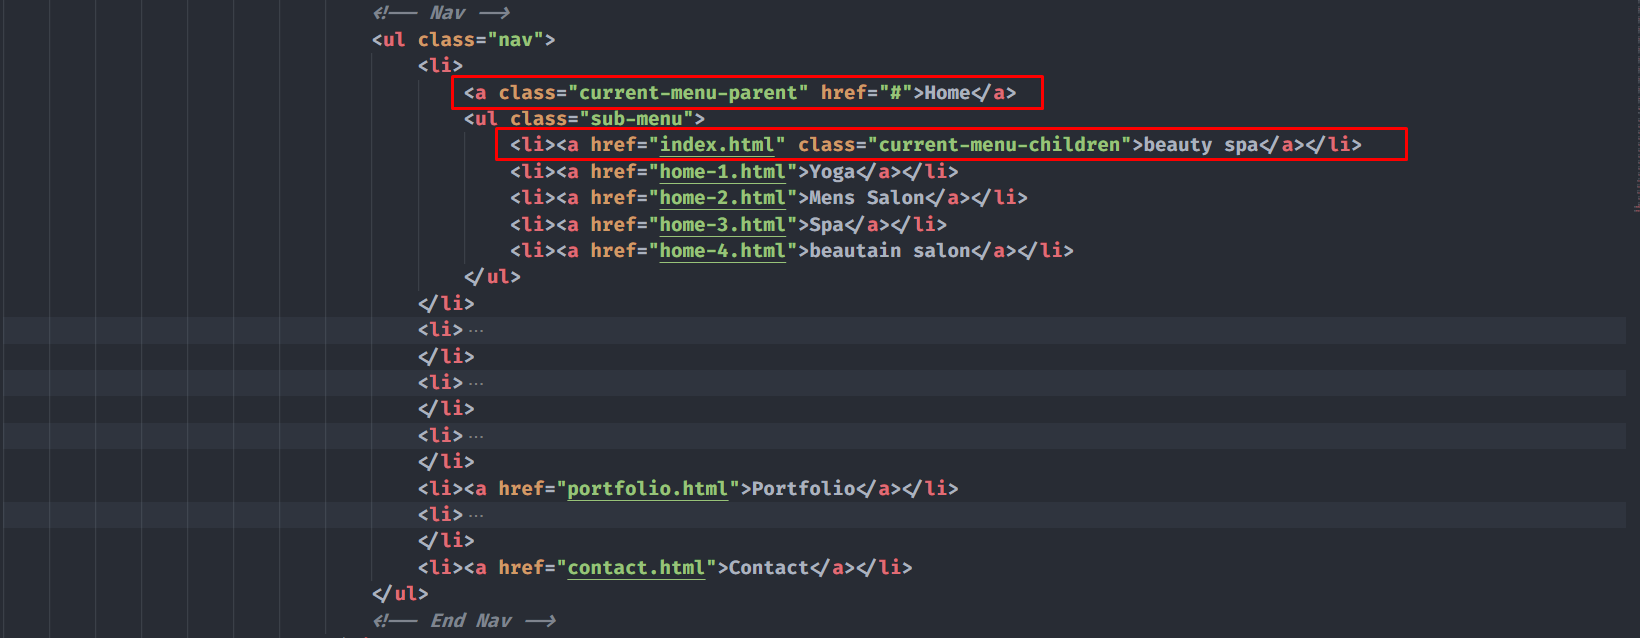 <!-- Nav -->
<ul class="nav">
<li>
<a class="current-menu-parent" href="#">Home</a>
<ul class="sub-menu">
<li><a href="index.html" class="current-menu-children">beauty spa</a></li>
<li><a href="home-1.html">Yoga</a></li>
<li><a href="home-2.html">Mens Salon</a></li>
<li><a href="home-3.html">Spa</a></li>
<li><a href="home-4.html">beautain salon</a></li>
</ul>
</li>
<li>···
</li>
<li>···
</li>
<li>···
</li>
<li><a href="portfolio.html">Portfolio</a></li>
<li>···
</li>
<li><a href="contact.html">Contact</a></li>
</ul>
<!-- End Nav -->